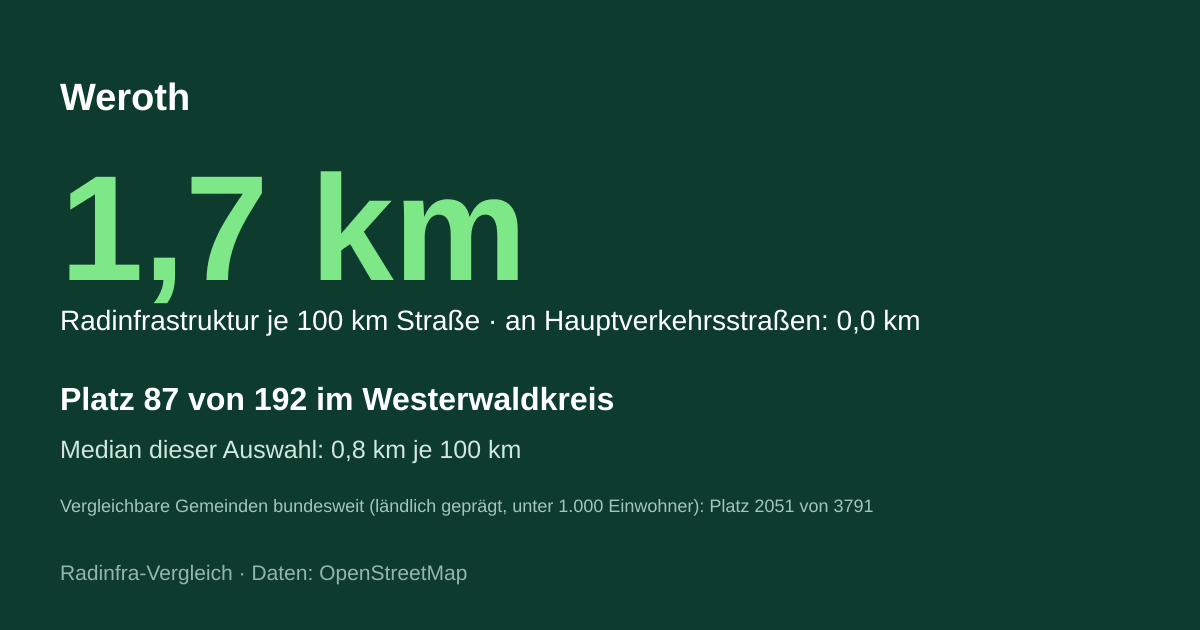 Weroth
1,7 km
Radinfrastruktur je 100 km Straße · an Hauptverkehrsstraßen: 0,0 km
Platz 87 von 192 im Westerwaldkreis
Median dieser Auswahl: 0,8 km je 100 km
Vergleichbare Gemeinden bundesweit (ländlich geprägt, unter 1.000 Einwohner): Platz 2051 von 3791
Radinfra-Vergleich · Daten: OpenStreetMap